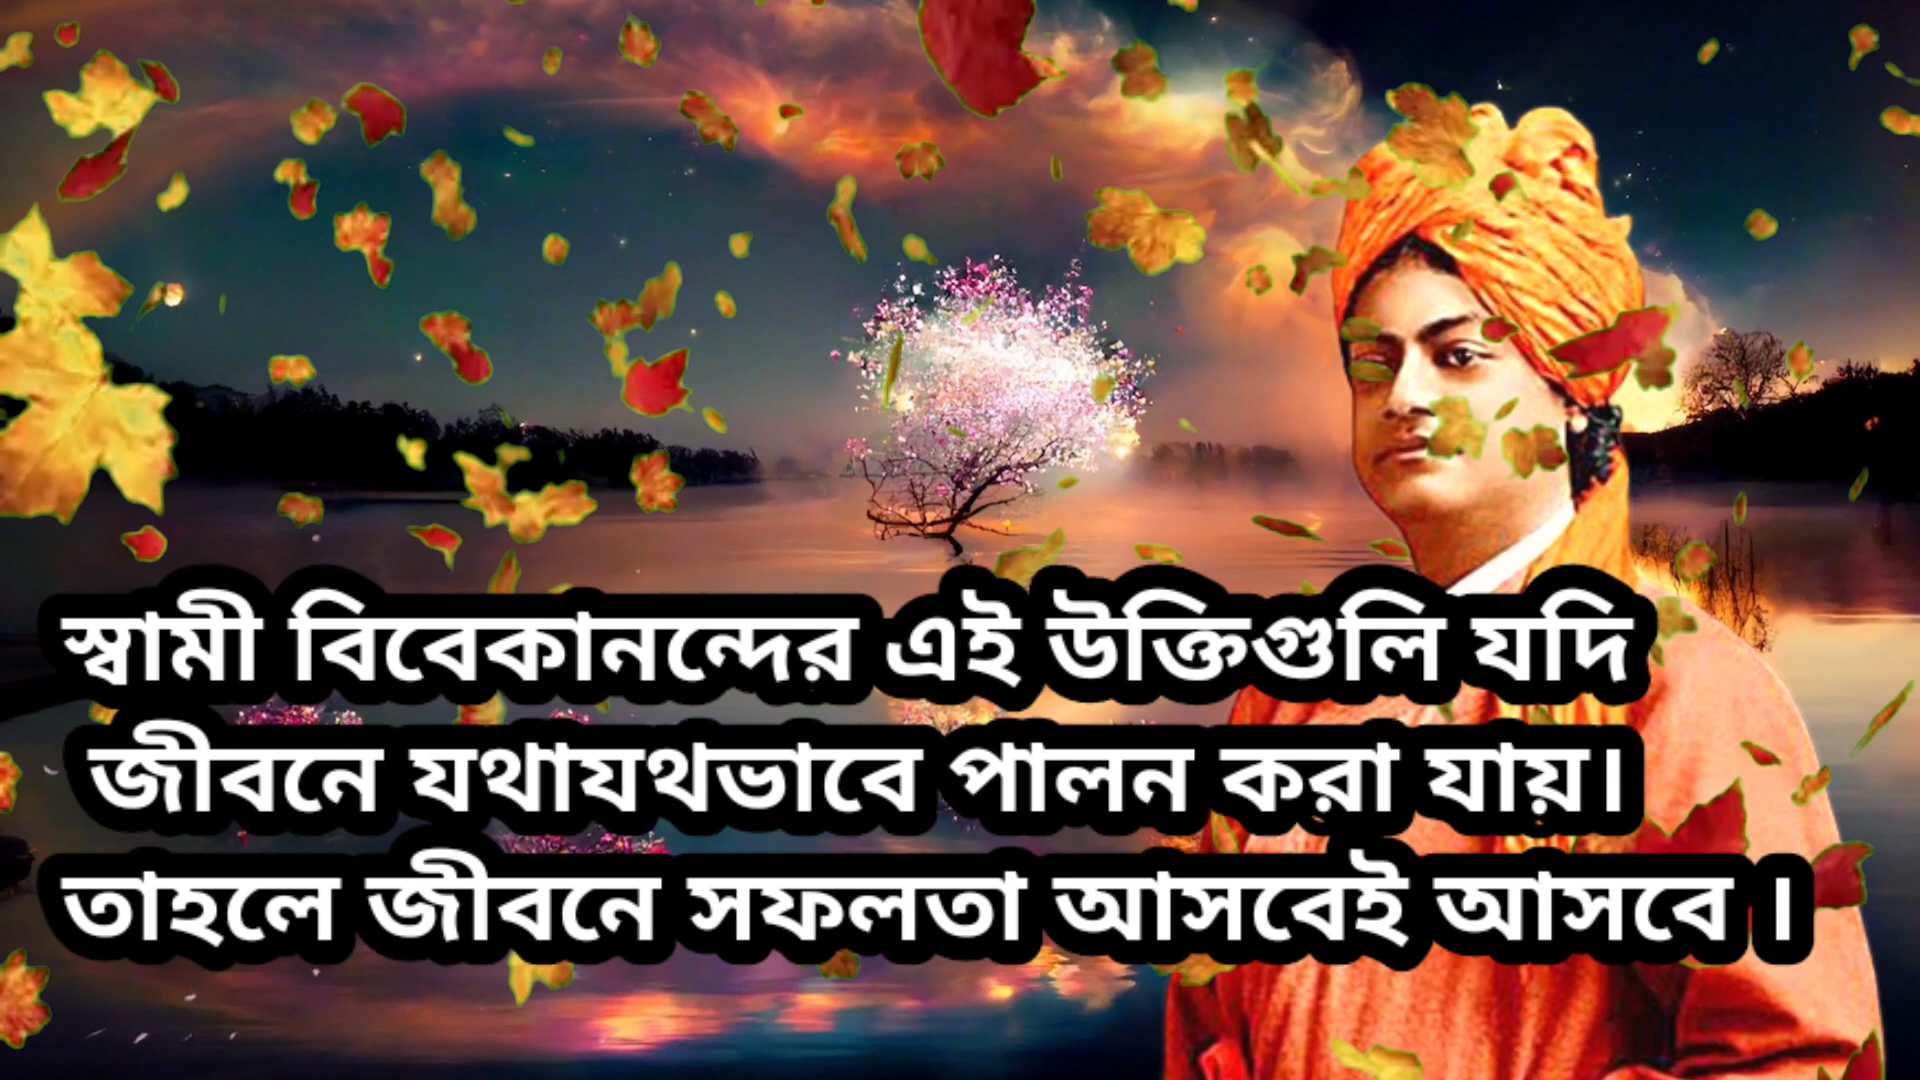 স্বামী বিবেকানন্দের এই উক্তিগুলি যদি
জীবনে যথাযথভাবে পালন করা যায়।
তাহলে জীবনে সফলতা আসবেই আসবে ।